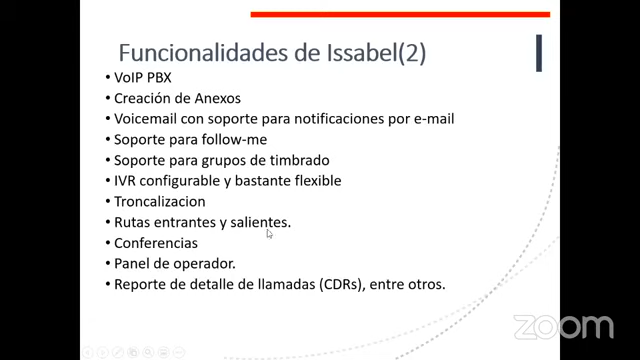 Funcionalidades de Issabel(2)
• VoIP PBX
• Creación de Anexos
• Voicemail con soporte para notificaciones por e-mail
• Soporte para follow-me
• Soporte para grupos de timbrado
• IVR configurable y bastante flexible
• Troncalizacion
• Rutas entrantes y salientes.
• Conferencias
• Panel de operador.
• Reporte de detalle de llamadas (CDRs), entre otros.
zoom